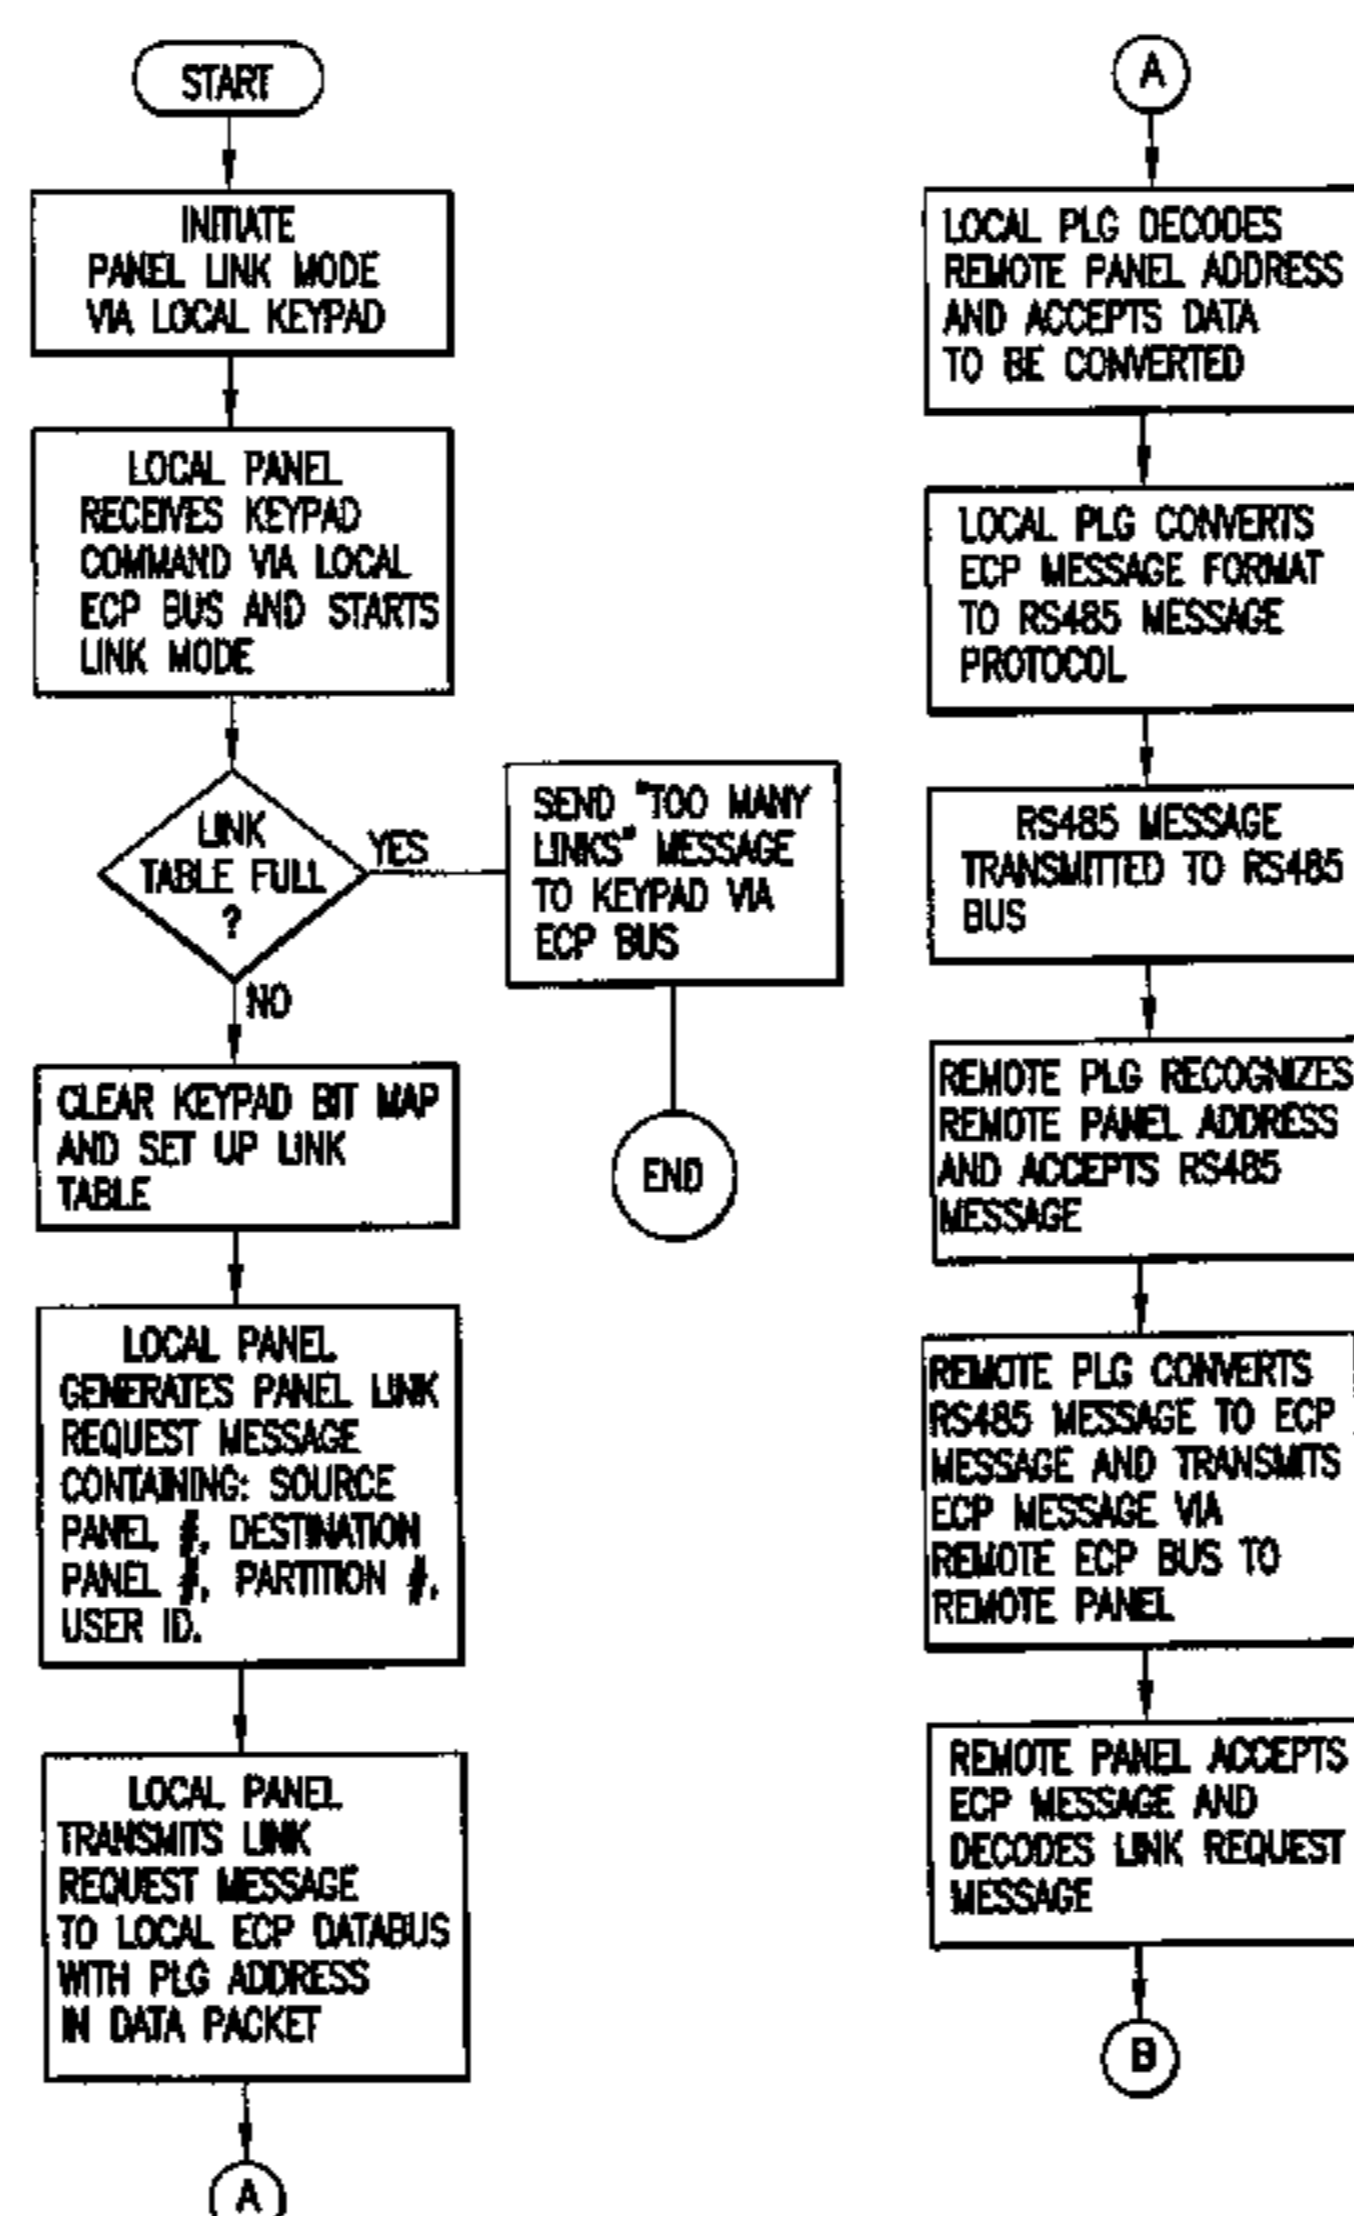 START
INITIATE
PANEL LINK MODE
VIA LOCAL KEYPAD
LOCAL PANEL
RECEIVES KEYPAD
COMMAND VIA LOCAL
ECP BUS AND STARTS
LINK MODE
LINK
TABLE FULL
?
YES
SEND "TOO MANY
LINKS" MESSAGE
TO KEYPAD VIA
ECP BUS
END
NO
CLEAR KEYPAD BIT MAP
AND SET UP LINK
TABLE
LOCAL PANEL
GENERATES PANEL LINK
REQUEST MESSAGE
CONTAINING: SOURCE
PANEL #, DESTINATION
PANEL #, PARTITION #,
USER ID.
LOCAL PANEL
TRANSMITS LINK
REQUEST MESSAGE
TO LOCAL ECP DATABUS
WITH PLG ADDRESS
IN DATA PACKET
A
A
LOCAL PLG DECODES
REMOTE PANEL ADDRESS
AND ACCEPTS DATA
TO BE CONVERTED
LOCAL PLG CONVERTS
ECP MESSAGE FORMAT
TO RS485 MESSAGE
PROTOCOL
RS485 MESSAGE
TRANSMITTED TO RS485
BUS
REMOTE PLG RECOGNIZES
REMOTE PANEL ADDRESS
AND ACCEPTS RS485
MESSAGE
REMOTE PLG CONVERTS
RS485 MESSAGE TO ECP
MESSAGE AND TRANSMITS
ECP MESSAGE VIA
REMOTE ECP BUS TO
REMOTE PANEL
REMOTE PANEL ACCEPTS
ECP MESSAGE AND
DECODES LINK REQUEST
MESSAGE
B